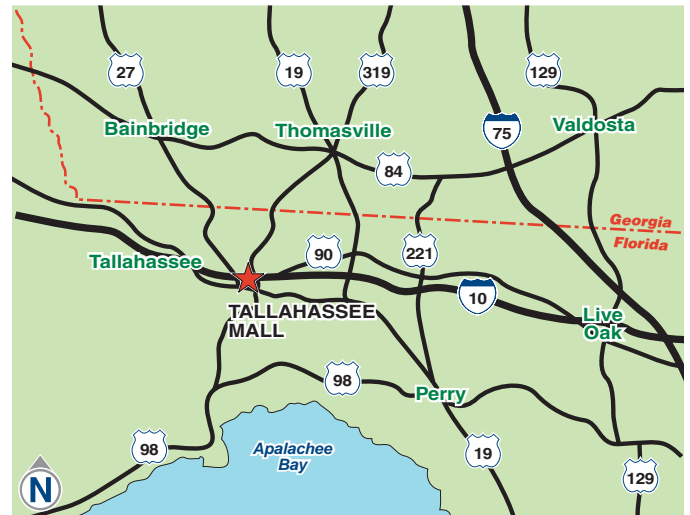 27
19
319
129
Bainbridge
Thomasville
75
Valdosta
84
Georgia
Florida
Tallahassee
90
221
10
TALLAHASSEE
MALL
Live
Oak
98
Perry
98
Apalachee
Bay
19
129
N